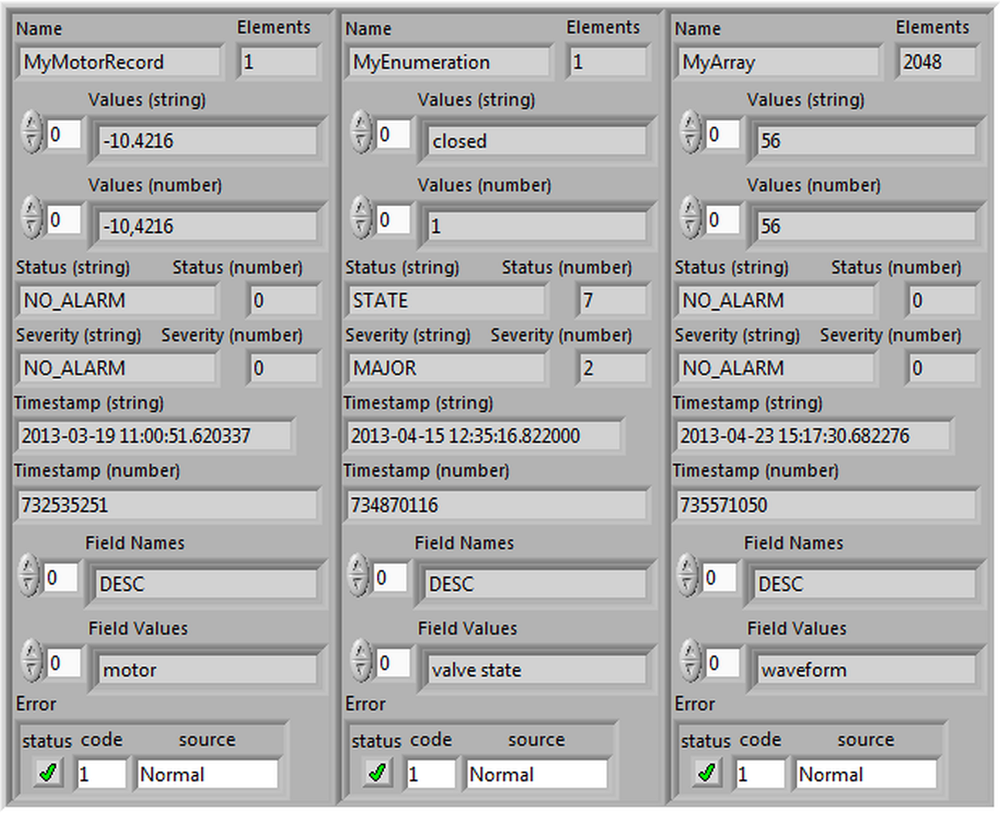 Name Elements
MyMotorRecord 1
Values (string)
0 -10.4216
Values (number)
0 -10,4216
Status (string) Status (number)
NO_ALARM 0
Severity (string) Severity (number)
NO_ALARM 0
Timestamp (string)
2013-03-19 11:00:51.620337
Timestamp (number)
732535251
Field Names
0 DESC
Field Values
0 motor
Error
status code source
1 Normal
Name Elements
MyEnumeration 1
Values (string)
0 closed
Values (number)
0 1
Status (string) Status (number)
STATE 7
Severity (string) Severity (number)
MAJOR 2
Timestamp (string)
2013-04-15 12:35:16.822000
Timestamp (number)
734870116
Field Names
0 DESC
Field Values
0 valve state
Error
status code source
1 Normal
Name Elements
MyArray 2048
Values (string)
0 56
Values (number)
0 56
Status (string) Status (number)
NO_ALARM 0
Severity (string) Severity (number)
NO_ALARM 0
Timestamp (string)
2013-04-23 15:17:30.682276
Timestamp (number)
735571050
Field Names
0 DESC
Field Values
0 waveform
Error
status code source
1 Normal